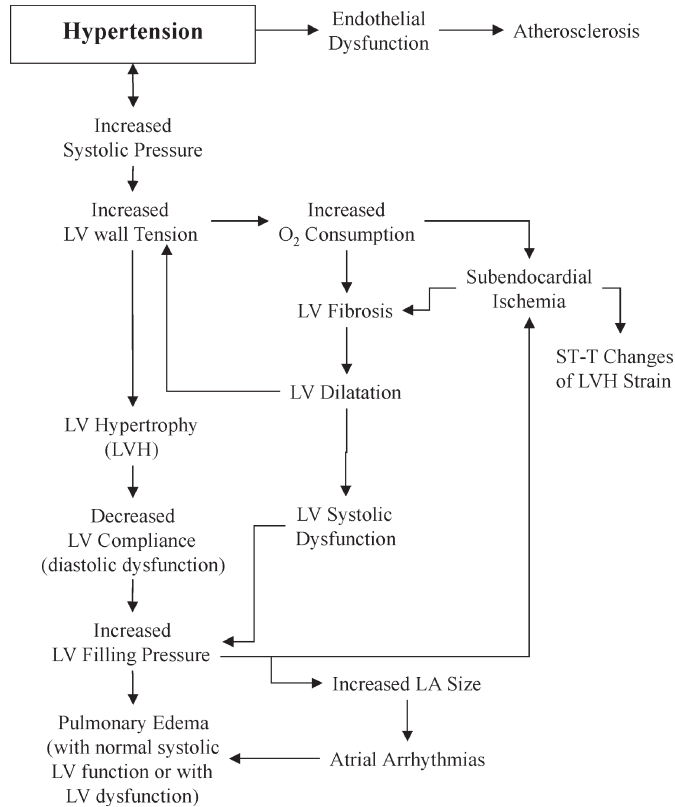 Hypertension
Endothelial
Dysfunction
Atherosclerosis
Increased
Systolic Pressure
Increased
LV wall Tension
Increased
O₂ Consumption
Subendocardial
Ischemia
LV Fibrosis
ST-T Changes
of LVH Strain
LV Dilatation
LV Hypertrophy
(LVH)
Decreased
LV Compliance
(diastolic dysfunction)
LV Systolic
Dysfunction
Increased
LV Filling Pressure
Increased LA Size
Pulmonary Edema
(with normal systolic
LV function or with
LV dysfunction)
Atrial Arrhythmias